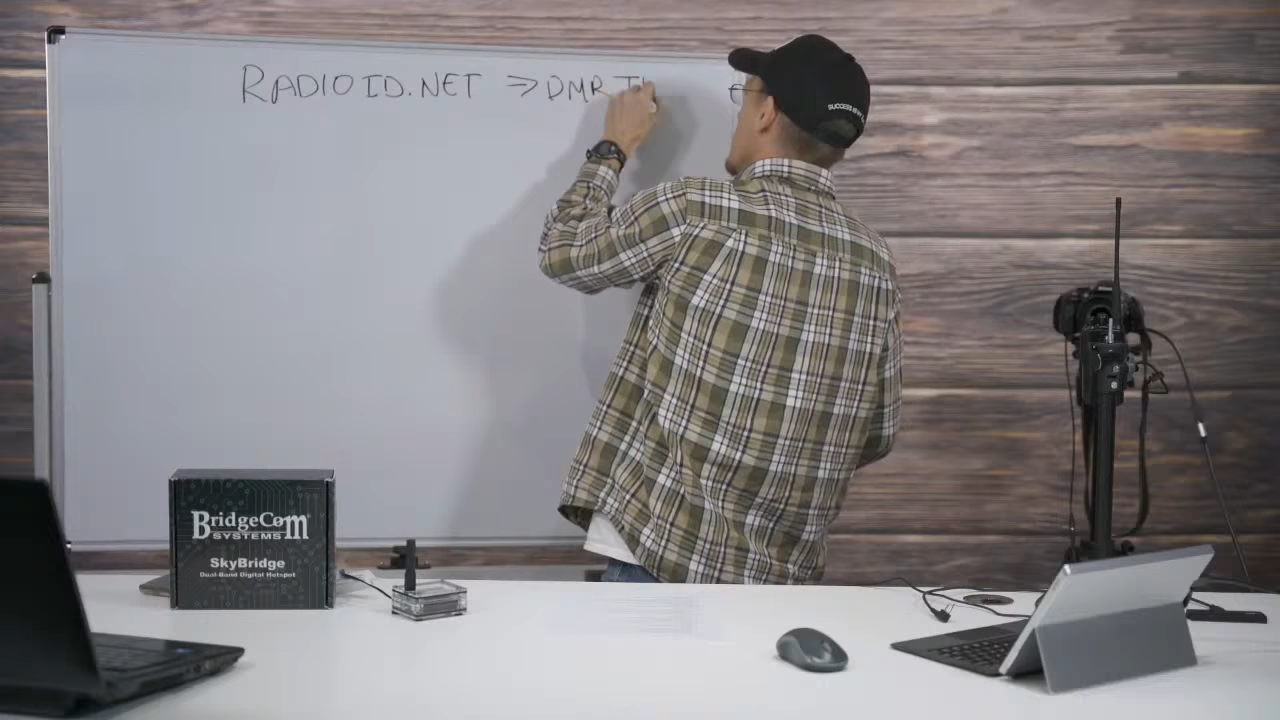 RADIOID.NET ⇒ DMR
BRIDGECOM
SYSTEMS
SkyBridge
Dual-Band Digital Hotspot